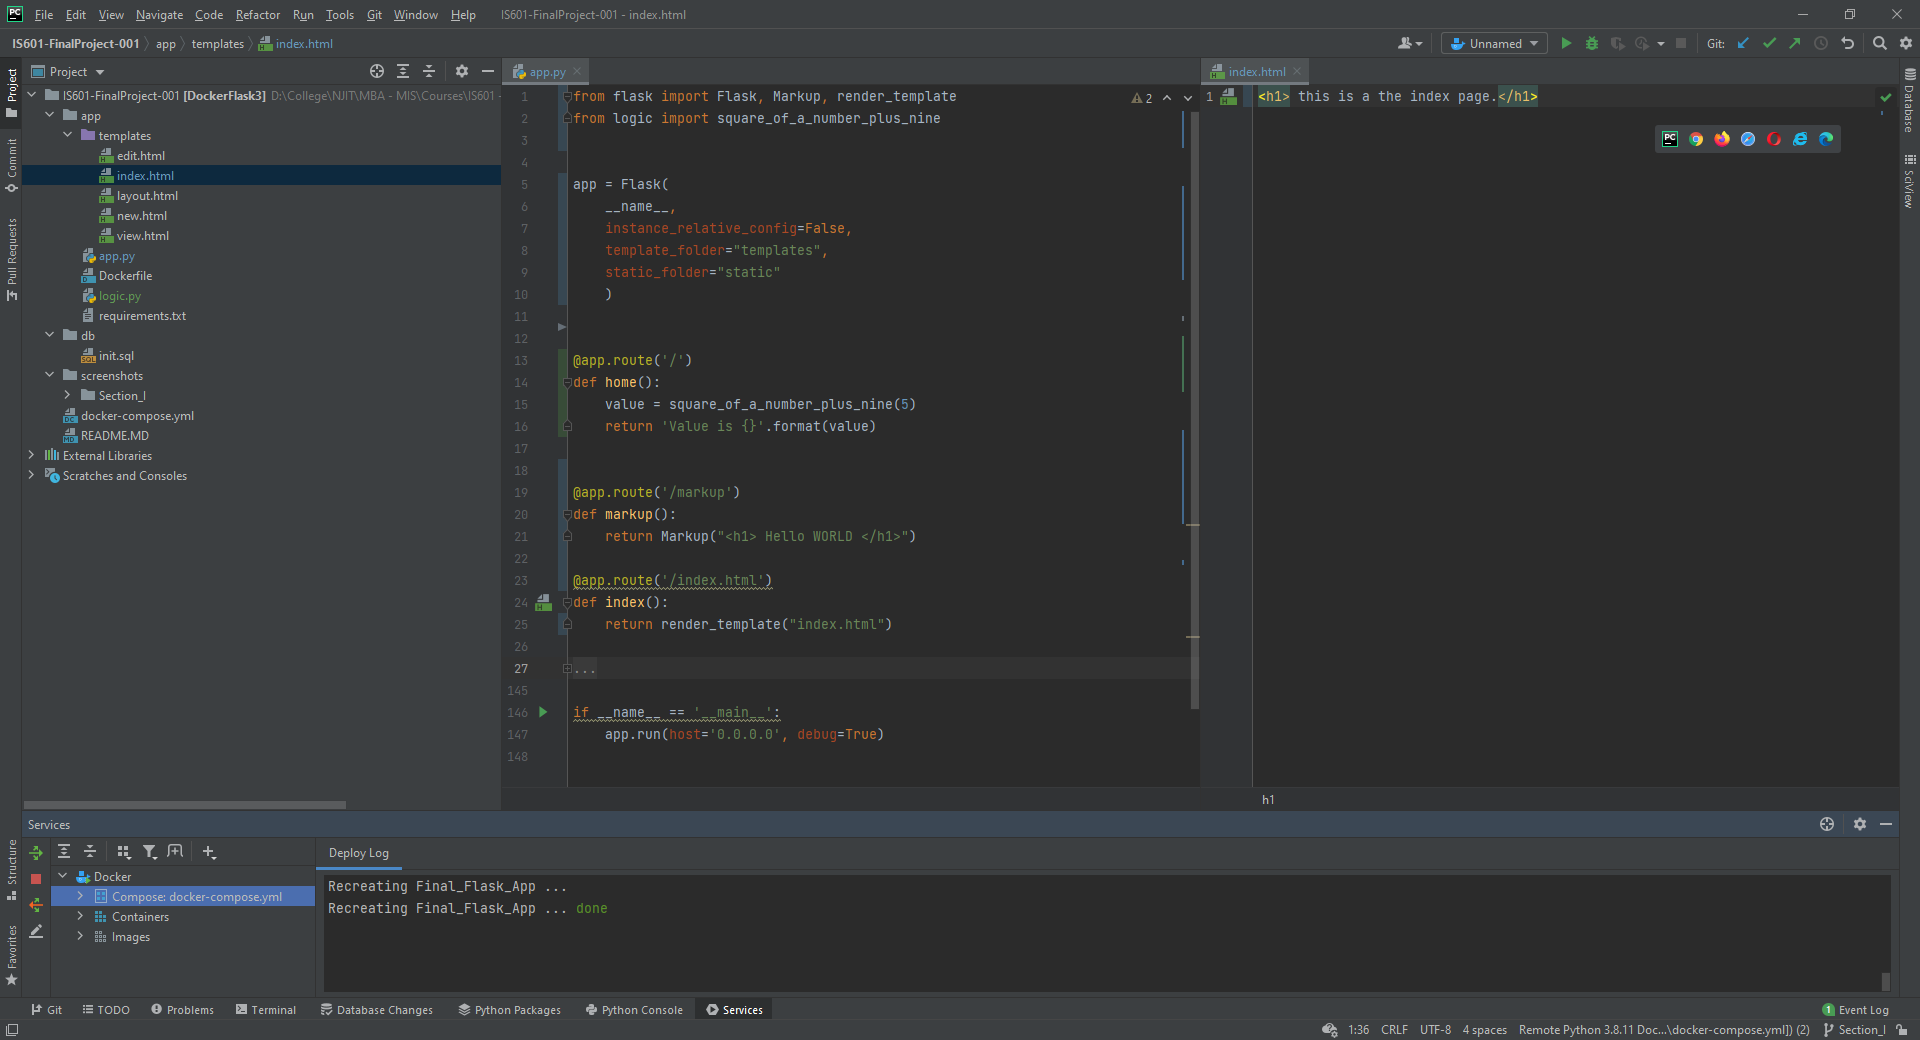 PC File Edit View Navigate Code Refactor Run Tools Git Window Help IS601-FinalProject-001 - index.html
IS601-FinalProject-001 app templates index.html Unnamed Git:
Project
Project
IS601-FinalProject-001 [DockerFlask3] D:\College\NJIT\MBA - MIS\Courses\IS601 -
app
templates
edit.html
index.html
layout.html
new.html
view.html
app.py
Dockerfile
logic.py
requirements.txt
db
init.sql
screenshots
Section_I
docker-compose.yml
README.MD
External Libraries
Scratches and Consoles
Commit
Pull Requests
Structure
Favorites
app.py
1 from flask import Flask, Markup, render_template
2 from logic import square_of_a_number_plus_nine
3
4
5 app = Flask(
6 __name__,
7 instance_relative_config=False,
8 template_folder="templates",
9 static_folder="static"
10 )
11
12
13 @app.route('/')
14 def home():
15 value = square_of_a_number_plus_nine(5)
16 return 'Value is {}'.format(value)
17
18
19 @app.route('/markup')
20 def markup():
21 return Markup("<h1> Hello WORLD </h1>")
22
23 @app.route('/index.html')
24 def index():
25 return render_template("index.html")
26
27 ...
145
146 if __name__ == '__main__':
147 app.run(host='0.0.0.0', debug=True)
148
2
index.html
1 <h1> this is a the index page.</h1>
PC
h1
Database
SciView
Services
Docker
Compose: docker-compose.yml
Containers
Images
Deploy Log
Recreating Final_Flask_App ...
Recreating Final_Flask_App ... done
Git TODO Problems Terminal Database Changes Python Packages Python Console Services 1 Event Log
1:36 CRLF UTF-8 4 spaces Remote Python 3.8.11 Doc...\docker-compose.yml]) (2) Section_I